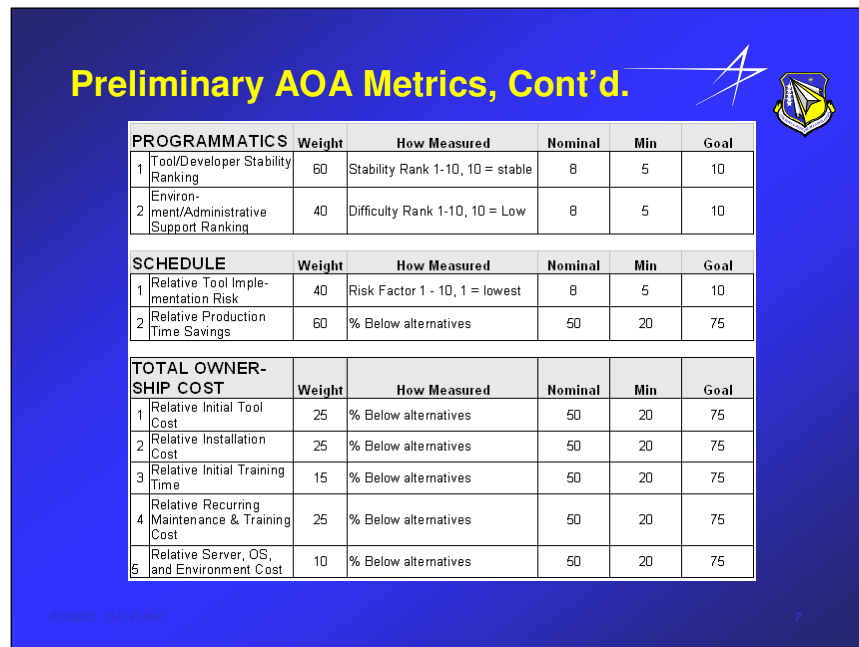 Preliminary AOA Metrics, Cont'd.
PROGRAMMATICS Weight How Measured Nominal Min Goal
1 Tool/Developer Stability Ranking 60 Stability Rank 1-10, 10 = stable 8 5 10
2 Environ-ment/Administrative Support Ranking 40 Difficulty Rank 1-10, 10 = Low 8 5 10
SCHEDULE Weight How Measured Nominal Min Goal
1 Relative Tool Imple-mentation Risk 40 Risk Factor 1 - 10, 1 = lowest 8 5 10
2 Relative Production Time Savings 60 % Below alternatives 50 20 75
TOTAL OWNER-SHIP COST Weight How Measured Nominal Min Goal
1 Relative Initial Tool Cost 25 % Below alternatives 50 20 75
2 Relative Installation Cost 25 % Below alternatives 50 20 75
3 Relative Initial Training Time 15 % Below alternatives 50 20 75
4 Relative Recurring Maintenance & Training Cost 25 % Below alternatives 50 20 75
5 Relative Server, OS, and Environment Cost 10 % Below alternatives 50 20 75
7